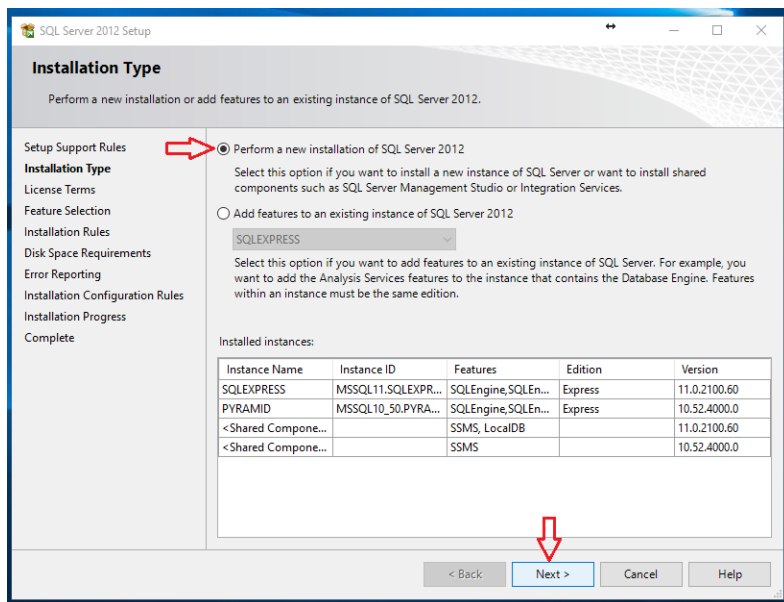 SQL Server 2012 Setup
Installation Type
Perform a new installation or add features to an existing instance of SQL Server 2012.
Setup Support Rules
Installation Type
License Terms
Feature Selection
Installation Rules
Disk Space Requirements
Error Reporting
Installation Configuration Rules
Installation Progress
Complete
Perform a new installation of SQL Server 2012
Select this option if you want to install a new instance of SQL Server or want to install shared
components such as SQL Server Management Studio or Integration Services.
Add features to an existing instance of SQL Server 2012
SQLEXPRESS
Select this option if you want to add features to an existing instance of SQL Server. For example, you
want to add the Analysis Services features to the instance that contains the Database Engine. Features
within an instance must be the same edition.
Installed instances:
Instance Name Instance ID Features Edition Version
SQLEXPRESS MSSQL11.SQLEXPR... SQLEngine,SQLEn... Express 11.0.2100.60
PYRAMID MSSQL10_50.PYRA... SQLEngine,SQLEn... Express 10.52.4000.0
<Shared Compone... SSMS, LocalDB 11.0.2100.60
<Shared Compone... SSMS 10.52.4000.0
< Back Next > Cancel Help